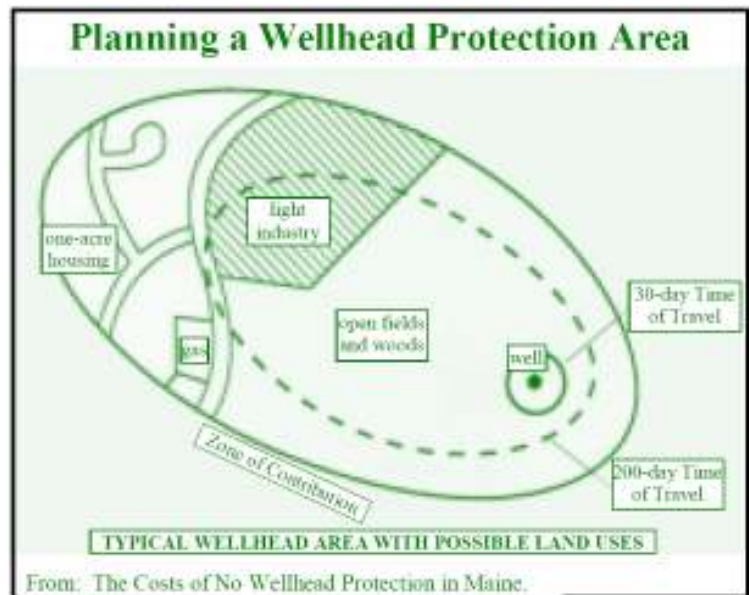 Planning a Wellhead Protection Area
light
industry
one-acre
housing
30-day Time
of Travel
open fields
and woods
gas
well
Zone of Contribution
200-day Time
of Travel
TYPICAL WELLHEAD AREA WITH POSSIBLE LAND USES
From: The Costs of No Wellhead Protection in Maine.